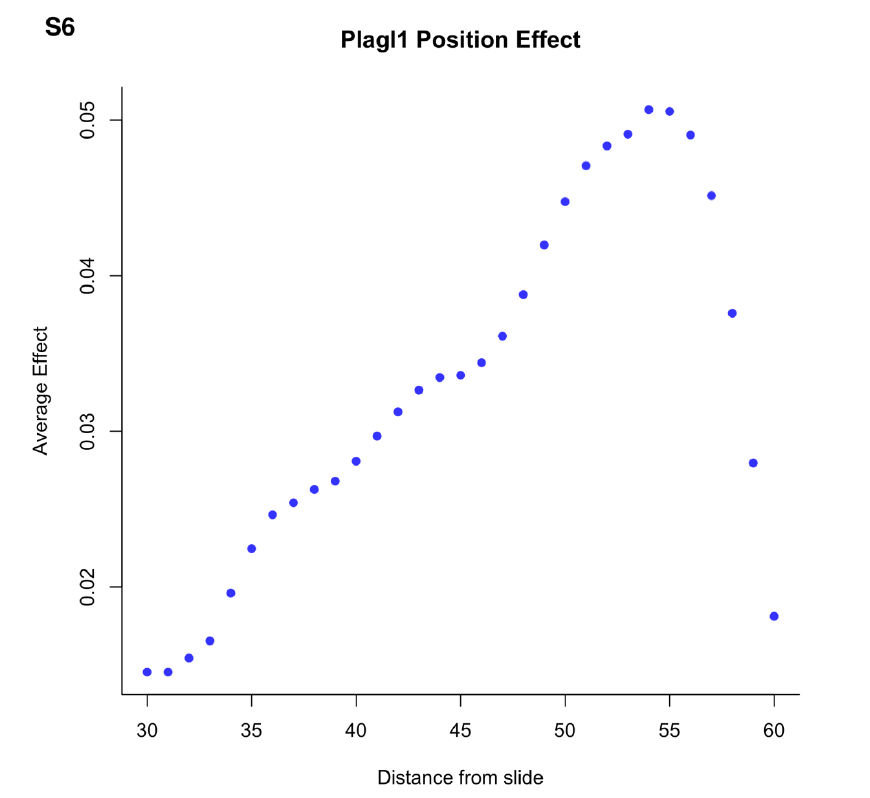 S6
Plagl1 Position Effect
0.05
0.04
0.03
0.02
Average Effect
30 35 40 45 50 55 60
Distance from slide